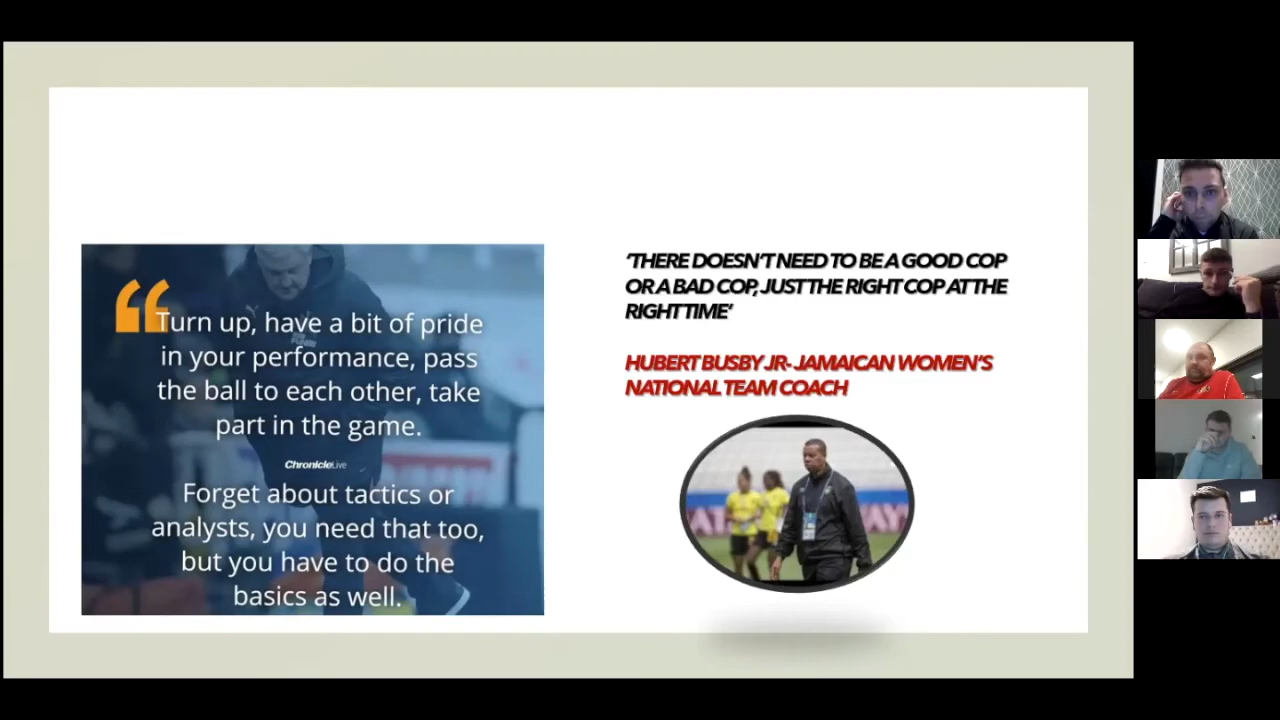 Turn up, have a bit of pride
in your performance, pass
the ball to each other, take
part in the game.
ChronicleLive
Forget about tactics or
analysts, you need that too,
but you have to do the
basics as well.
‘THERE DOESN’T NEED TO BE A GOOD COP
OR A BAD COP, JUST THE RIGHT COP AT THE
RIGHT TIME’
HUBERT BUSBY JR- JAMAICAN WOMEN’S
NATIONAL TEAM COACH